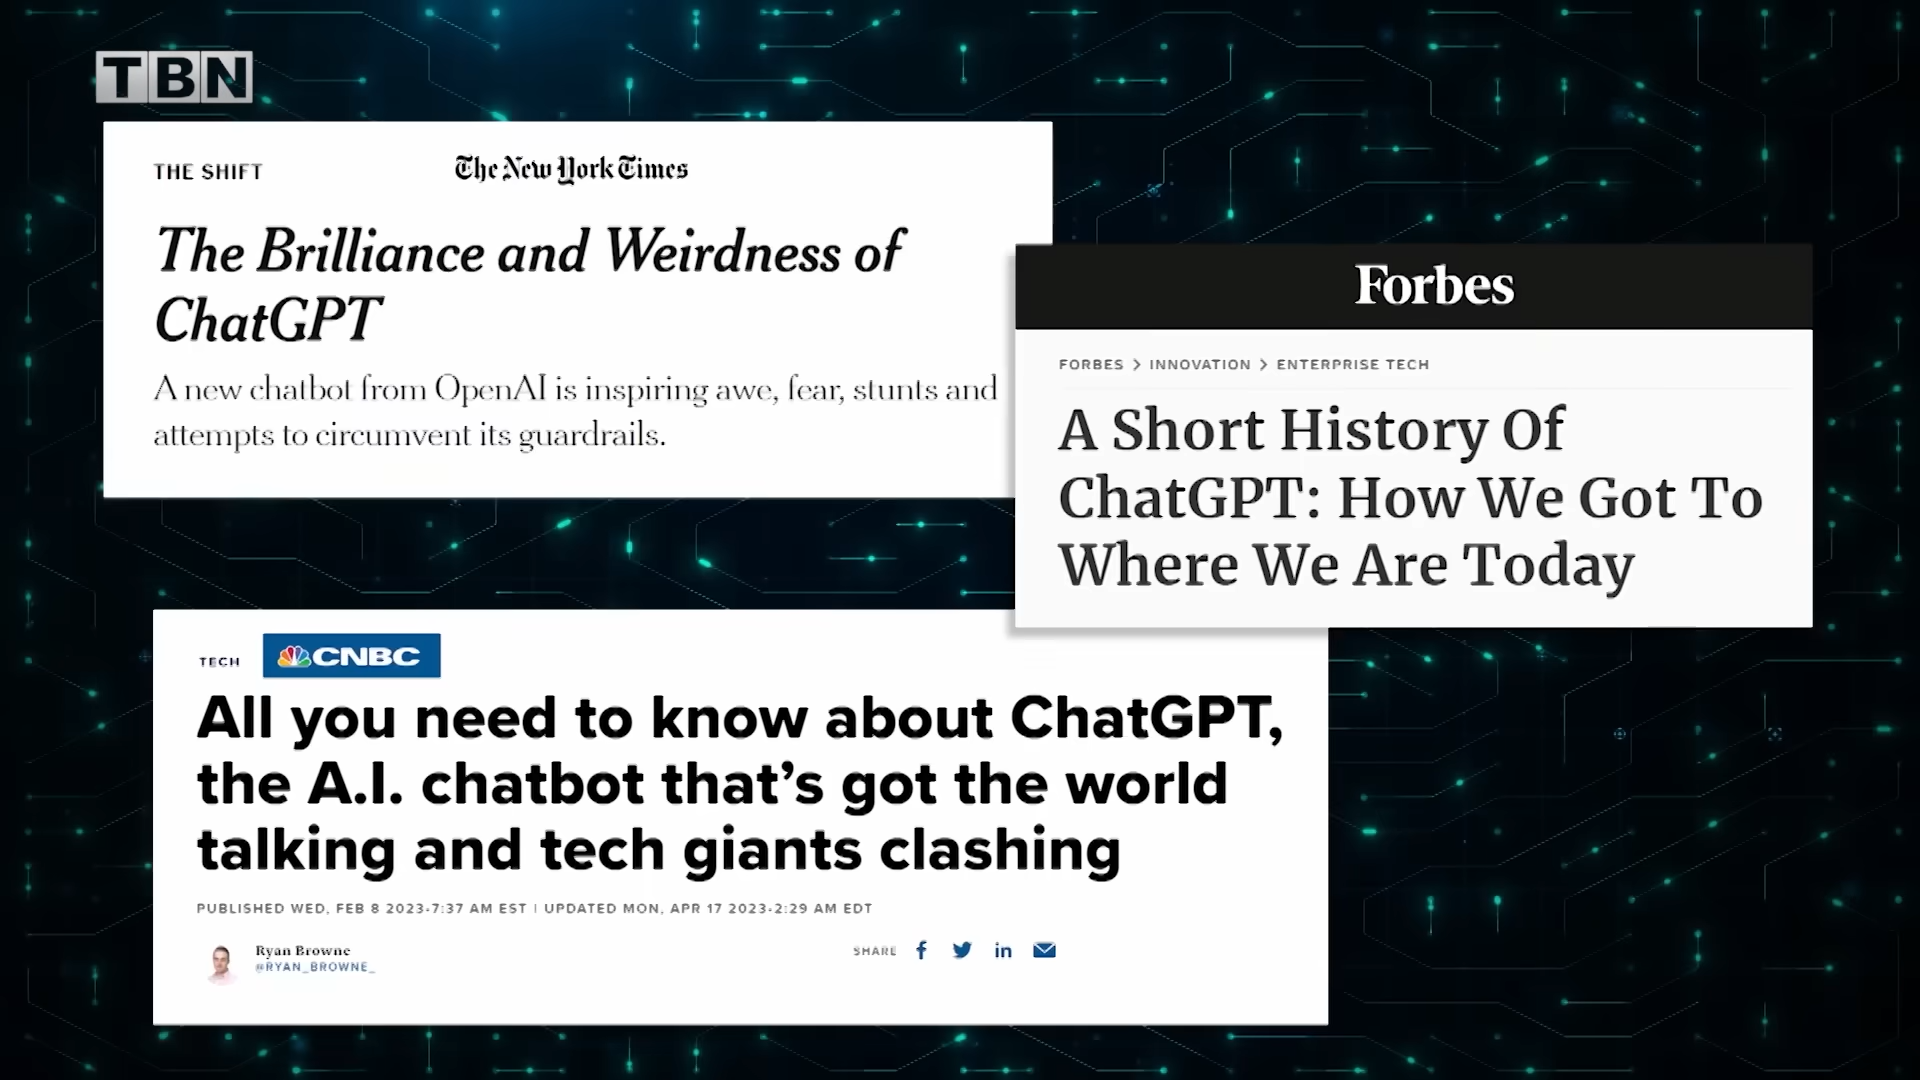 TBN
THE SHIFT
The New York Times
The Brilliance and Weirdness of
ChatGPT
A new chatbot from OpenAI is inspiring awe, fear, stunts and
attempts to circumvent its guardrails.
Forbes
FORBES > INNOVATION > ENTERPRISE TECH
A Short History Of
ChatGPT: How We Got To
Where We Are Today
TECH
CNBC
All you need to know about ChatGPT,
the A.I. chatbot that’s got the world
talking and tech giants clashing
PUBLISHED WED, FEB 8 2023•7:37 AM EST | UPDATED MON, APR 17 2023•2:29 AM EDT
Ryan Browne
@RYAN_BROWNE_
SHARE